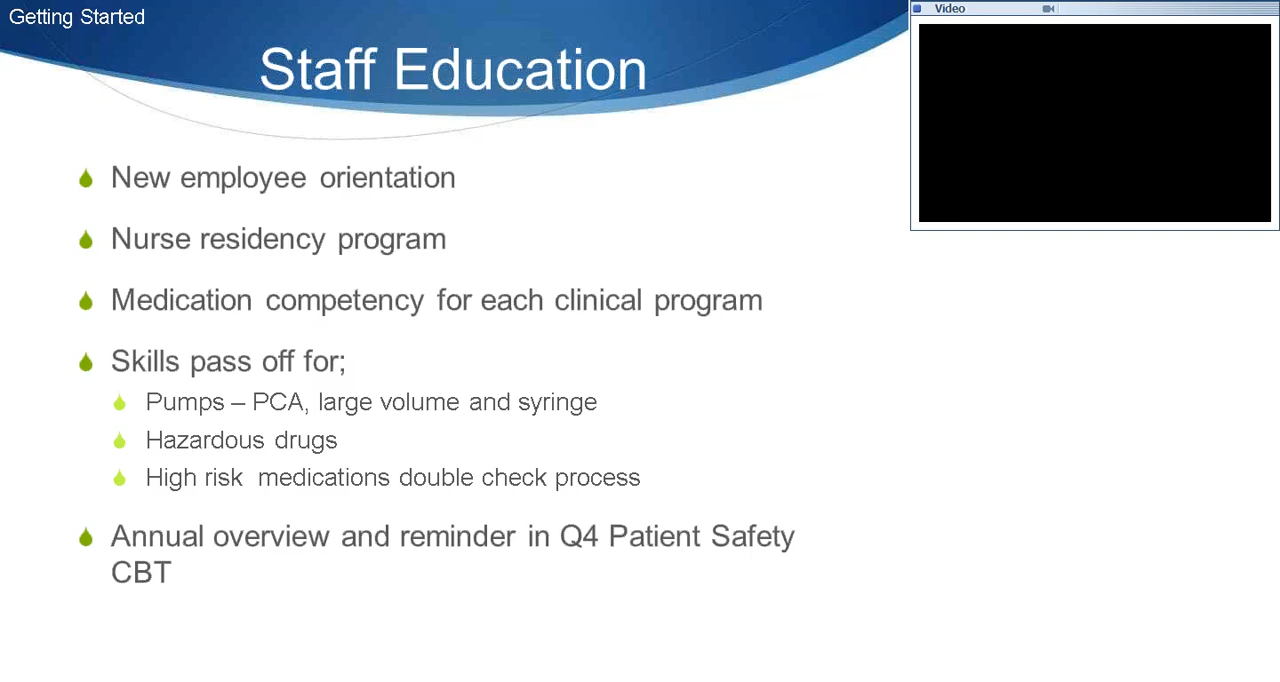 Getting Started
Video
Staff Education
New employee orientation
Nurse residency program
Medication competency for each clinical program
Skills pass off for;
Pumps – PCA, large volume and syringe
Hazardous drugs
High risk medications double check process
Annual overview and reminder in Q4 Patient Safety
CBT